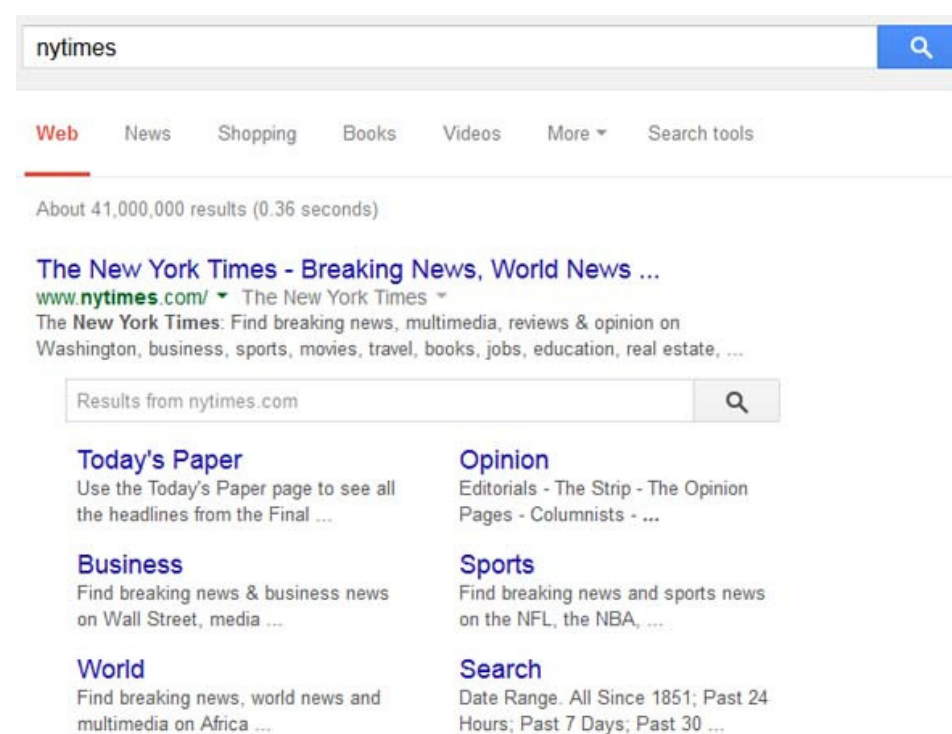 nytimes
Web News Shopping Books Videos More Search tools
About 41,000,000 results (0.36 seconds)
The New York Times - Breaking News, World News ...
www.nytimes.com/ The New York Times
The New York Times: Find breaking news, multimedia, reviews & opinion on
Washington, business, sports, movies, travel, books, jobs, education, real estate, ...
Results from nytimes.com
Today's Paper
Use the Today's Paper page to see all
the headlines from the Final ...
Opinion
Editorials - The Strip - The Opinion
Pages - Columnists - ...
Business
Find breaking news & business news
on Wall Street, media ...
Sports
Find breaking news and sports news
on the NFL, the NBA, ...
World
Find breaking news, world news and
multimedia on Africa ...
Search
Date Range. All Since 1851; Past 24
Hours; Past 7 Days; Past 30 ...